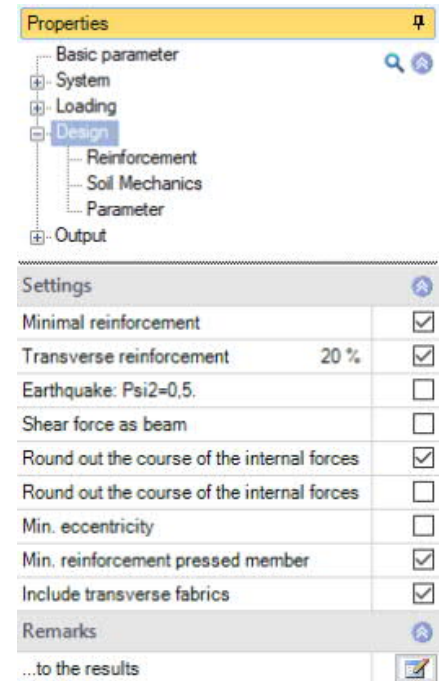 Properties
Basic parameter
System
Loading
Design
Reinforcement
Soil Mechanics
Parameter
Output
Settings
Minimal reinforcement
Transverse reinforcement 20 %
Earthquake: Psi2=0,5.
Shear force as beam
Round out the course of the internal forces
Round out the course of the internal forces
Min. eccentricity
Min. reinforcement pressed member
Include transverse fabrics
Remarks
...to the results